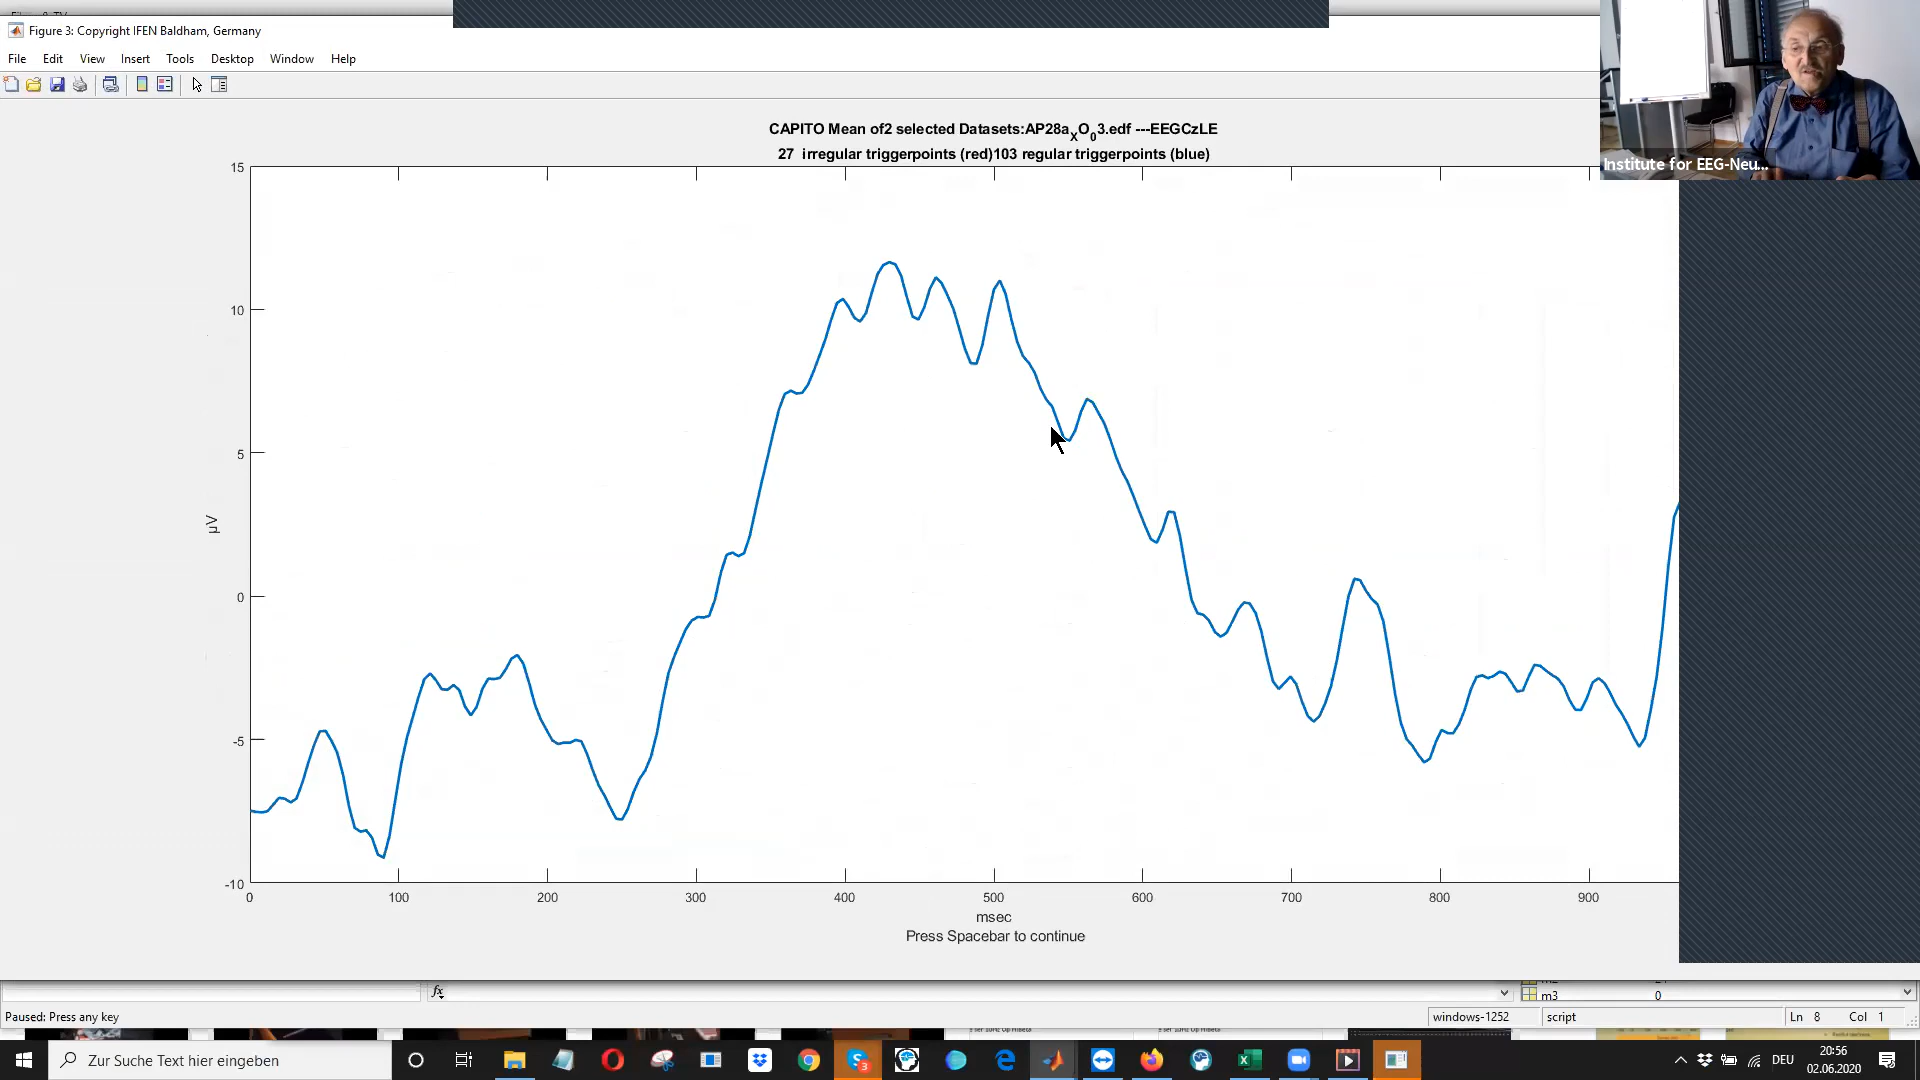 Figure 3: Copyright IFEN Baldham, Germany
File Edit View Insert Tools Desktop Window Help
Institute for EEG-Neu...
CAPITO Mean of2 selected Datasets:AP28aXO03.edf ---EEGCzLE
27 irregular triggerpoints (red)103 regular triggerpoints (blue)
15
10
5
0
-5
-10
µV
0 100 200 300 400 500 600 700 800 900
msec
Press Spacebar to continue
fx
m3 0
Paused: Press any key
windows-1252 script Ln 8 Col 1
Zur Suche Text hier eingeben
3
DEU
20:56
02.06.2020